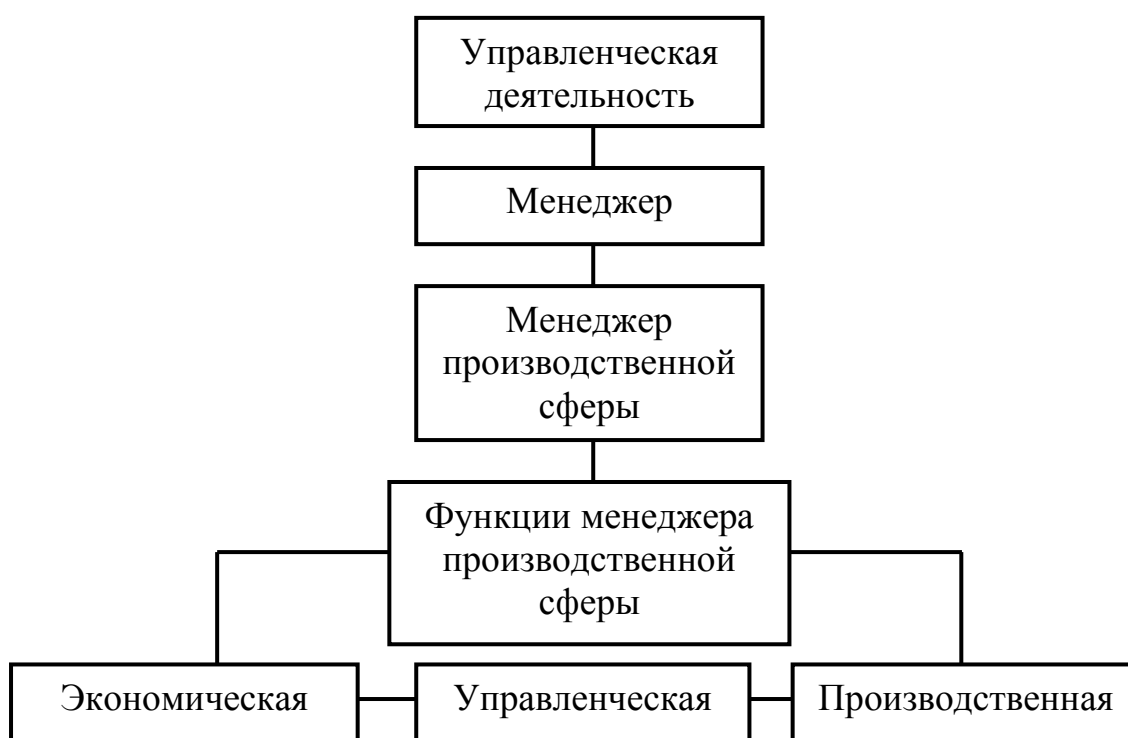 Управленческая
деятельность
Менеджер
Менеджер
производственной
сферы
Функции менеджера
производственной
сферы
Экономическая
Управленческая
Производственная